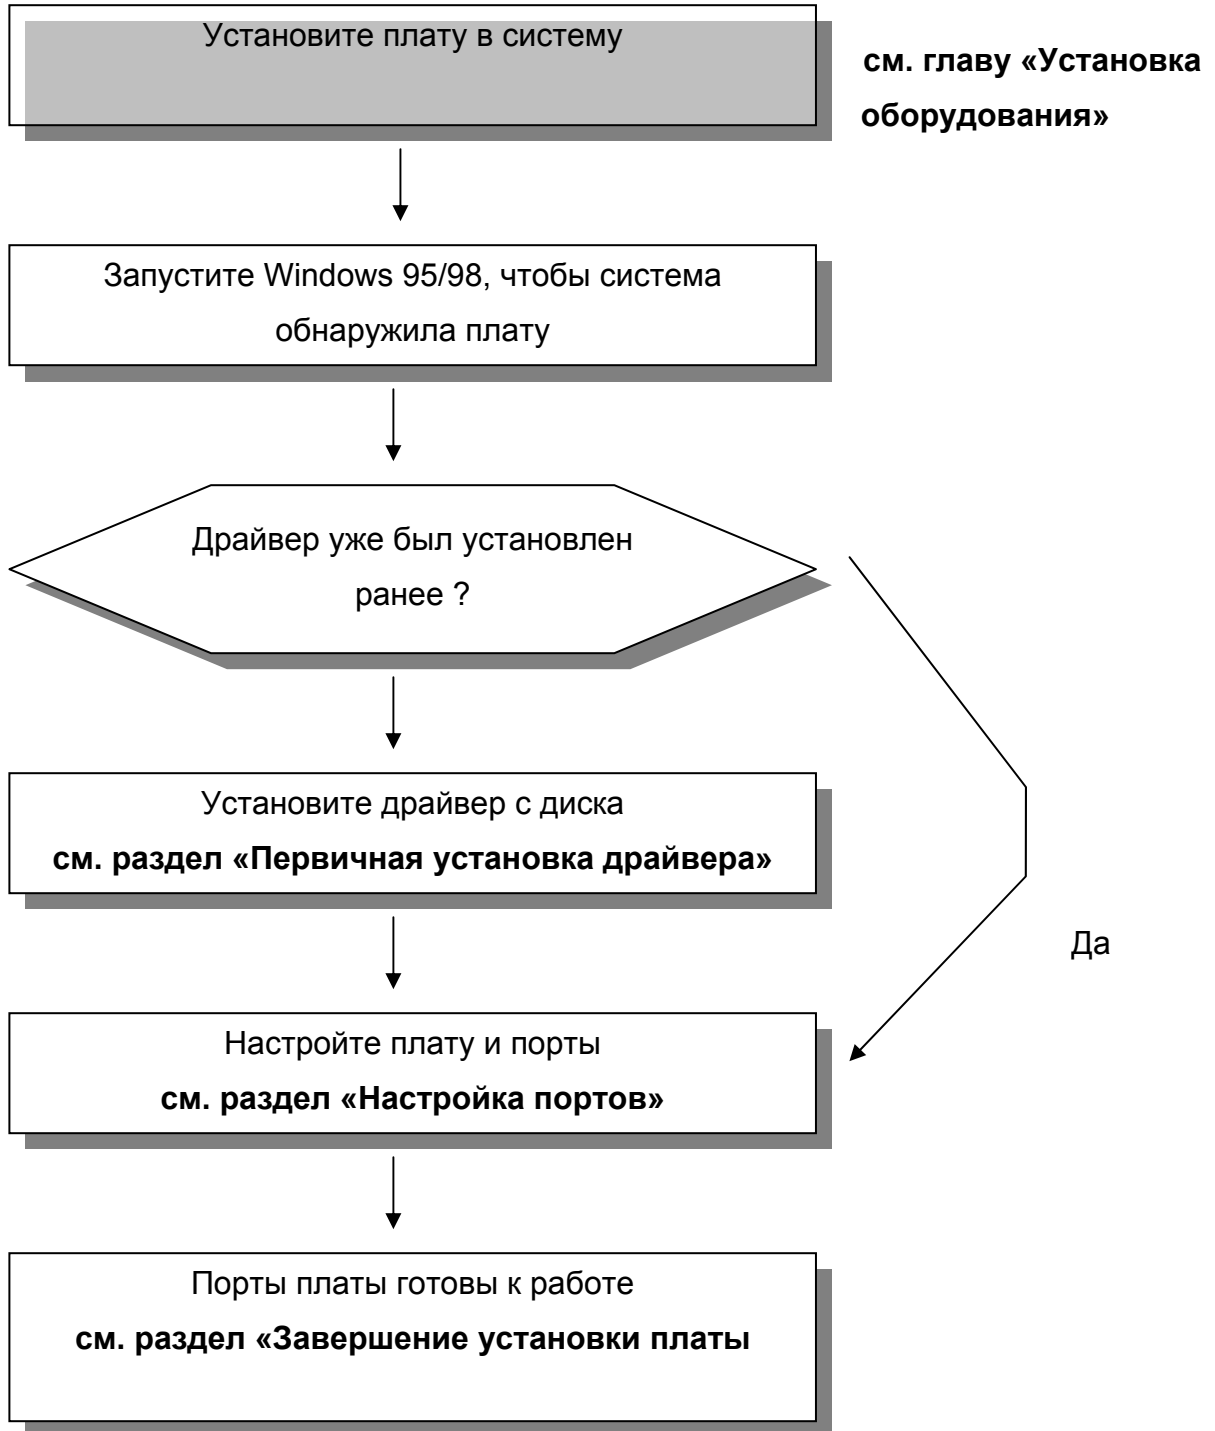 Установите плату в систему
см. главу «Установка
оборудования»
Запустите Windows 95/98, чтобы система
обнаружила плату
Драйвер уже был установлен
ранее ?
Установите драйвер с диска
см. раздел «Первичная установка драйвера»
Да
Настройте плату и порты
см. раздел «Настройка портов»
Порты платы готовы к работе
см. раздел «Завершение установки платы